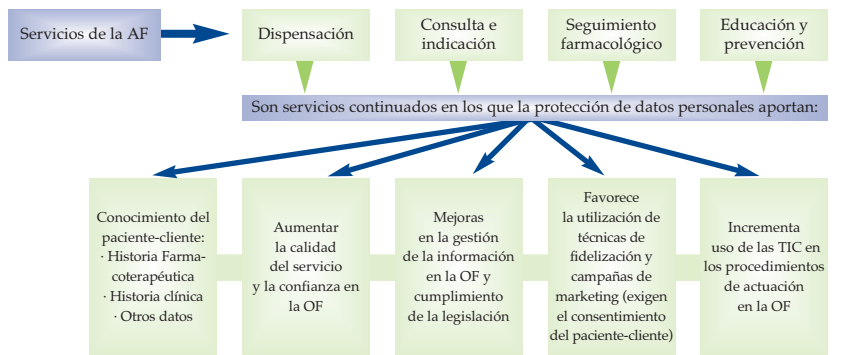 Servicios de la AF
Dispensación
Consulta e
indicación
Seguimiento
farmacológico
Educación y
prevención
Son servicios continuados en los que la protección de datos personales aportan:
Conocimiento del
paciente-cliente:
· Historia Farma-
coterapéutica
· Historia clínica
· Otros datos
Aumentar
la calidad
del servicio
y la confianza en
la OF
Mejoras
en la gestión
de la información
en la OF y
cumplimiento
de la legislación
Favorece
la utilización de
técnicas de
fidelización y
campañas de
marketing (exigen
el consentimiento
del paciente-cliente)
Incrementa
uso de las TIC en
los procedimientos
de actuación
en la OF